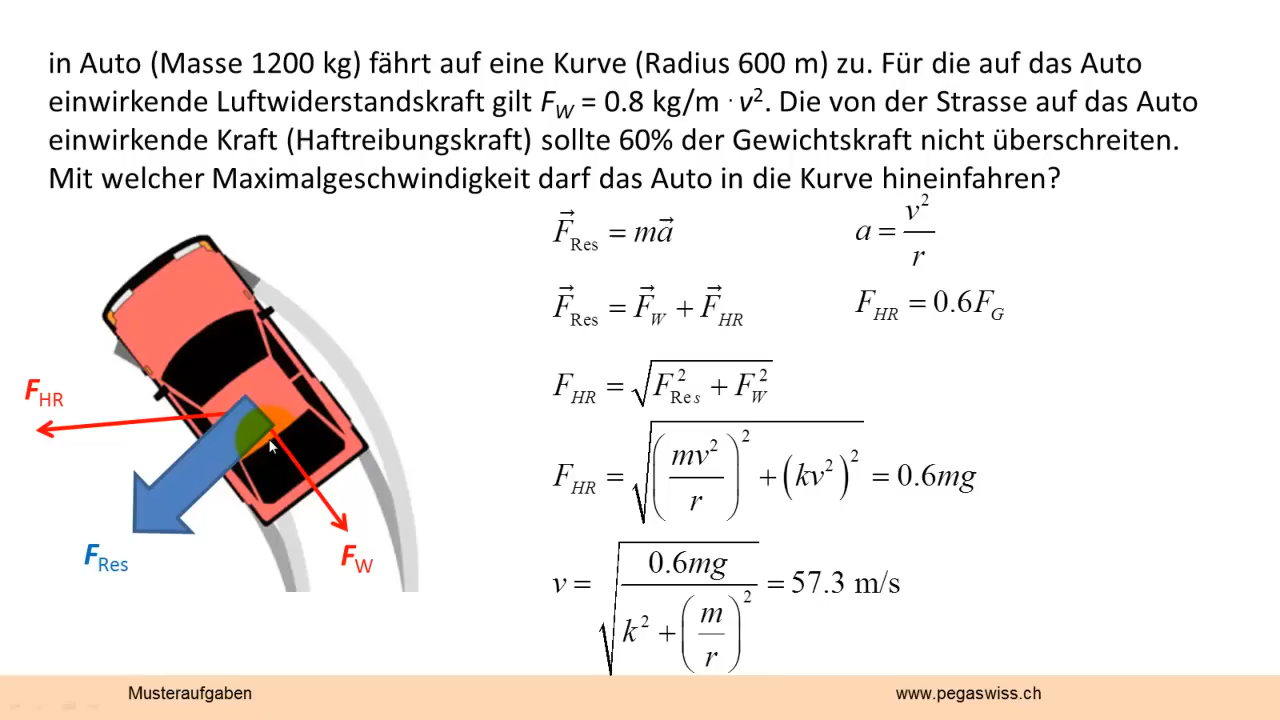 in Auto (Masse 1200 kg) fährt auf eine Kurve (Radius 600 m) zu. Für die auf das Auto
einwirkende Luftwiderstandskraft gilt F_W = 0.8 kg/m · v². Die von der Strasse auf das Auto
einwirkende Kraft (Haftreibungskraft) sollte 60% der Gewichtskraft nicht überschreiten.
Mit welcher Maximalgeschwindigkeit darf das Auto in die Kurve hineinfahren?
F⃗_Res = ma⃗
a = v²/r
F⃗_Res = F⃗_W + F⃗_HR
F_HR = 0.6F_G
F_HR = √(F_Res² + F_W²)
F_HR = √((mv²/r)² + (kv²)²) = 0.6mg
v = √(0.6mg/(k² + (m/r)²)) = 57.3 m/s
F_HR
F_Res
F_W
Musteraufgaben
www.pegaswiss.ch